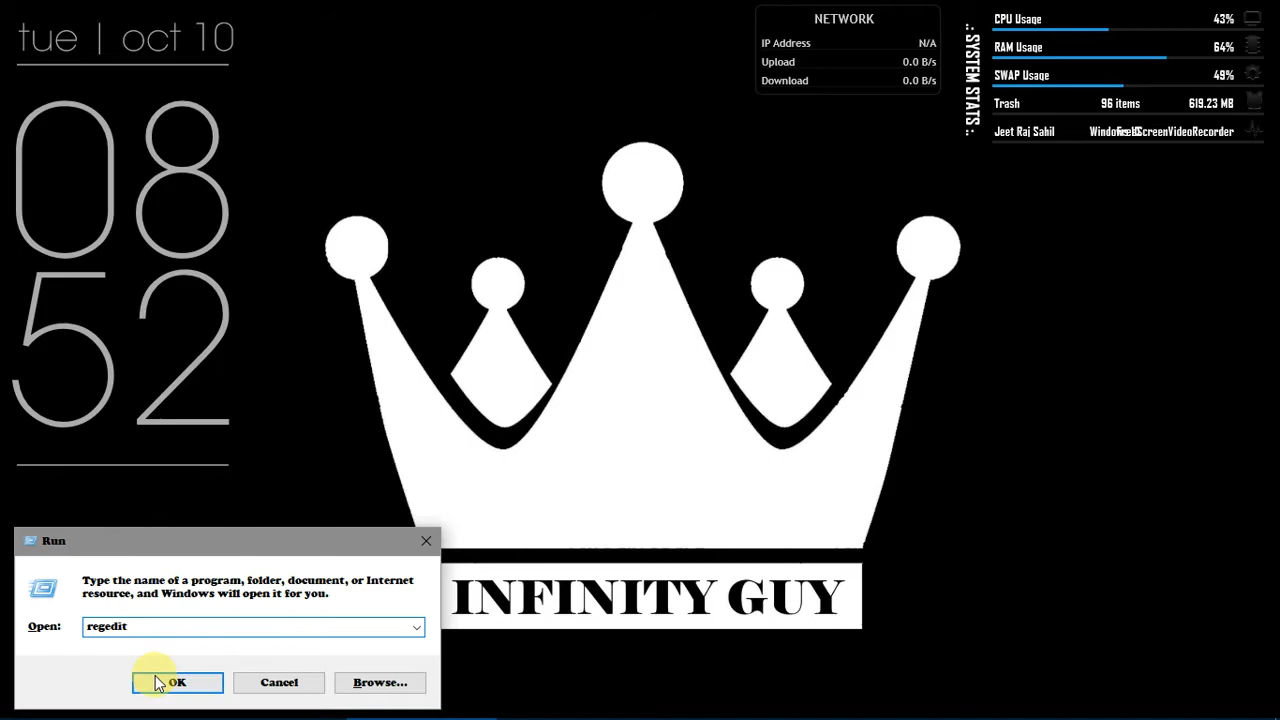 tue | oct 10
08
52
NETWORK
IP Address N/A
Upload 0.0 B/s
Download 0.0 B/s
.: SYSTEM STATS :.
CPU Usage 43%
RAM Usage 64%
SWAP Usage 49%
Trash 96 items 619.23 MB
Jeet Raj Sahil ScreenVideoRecorder
INFINITY GUY
Run
Type the name of a program, folder, document, or Internet
resource, and Windows will open it for you.
Open: regedit
OK Cancel Browse...